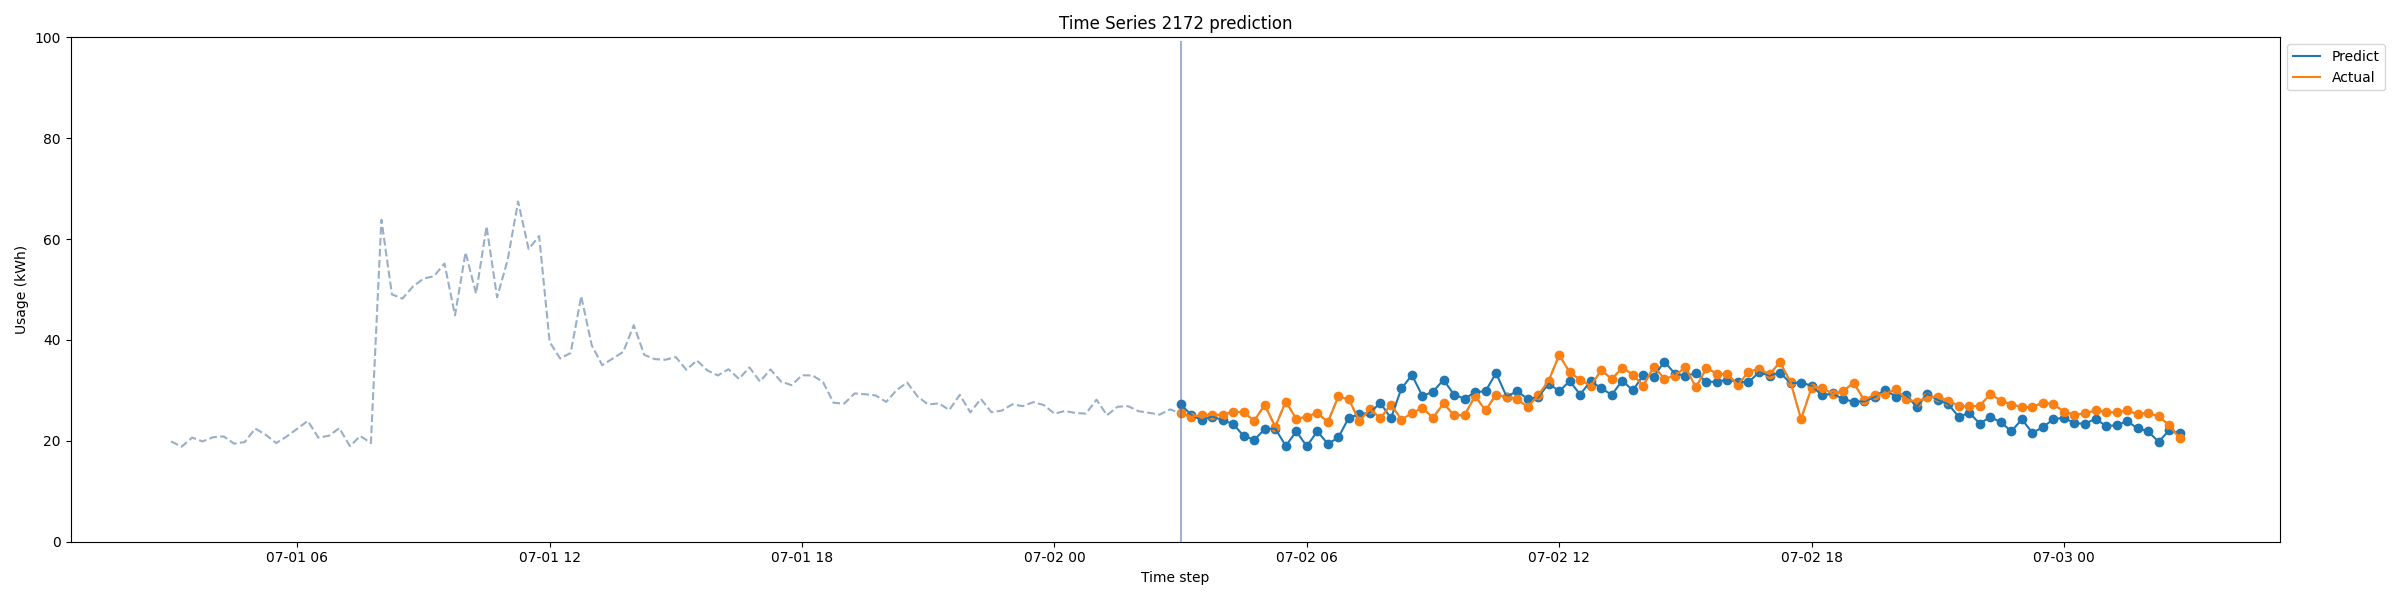 Time Series 2172 prediction
100
80
60
40
20
0
Usage (kWh)
Predict
Actual
07-01 06
07-01 12
07-01 18
07-02 00
07-02 06
07-02 12
07-02 18
07-03 00
Time step